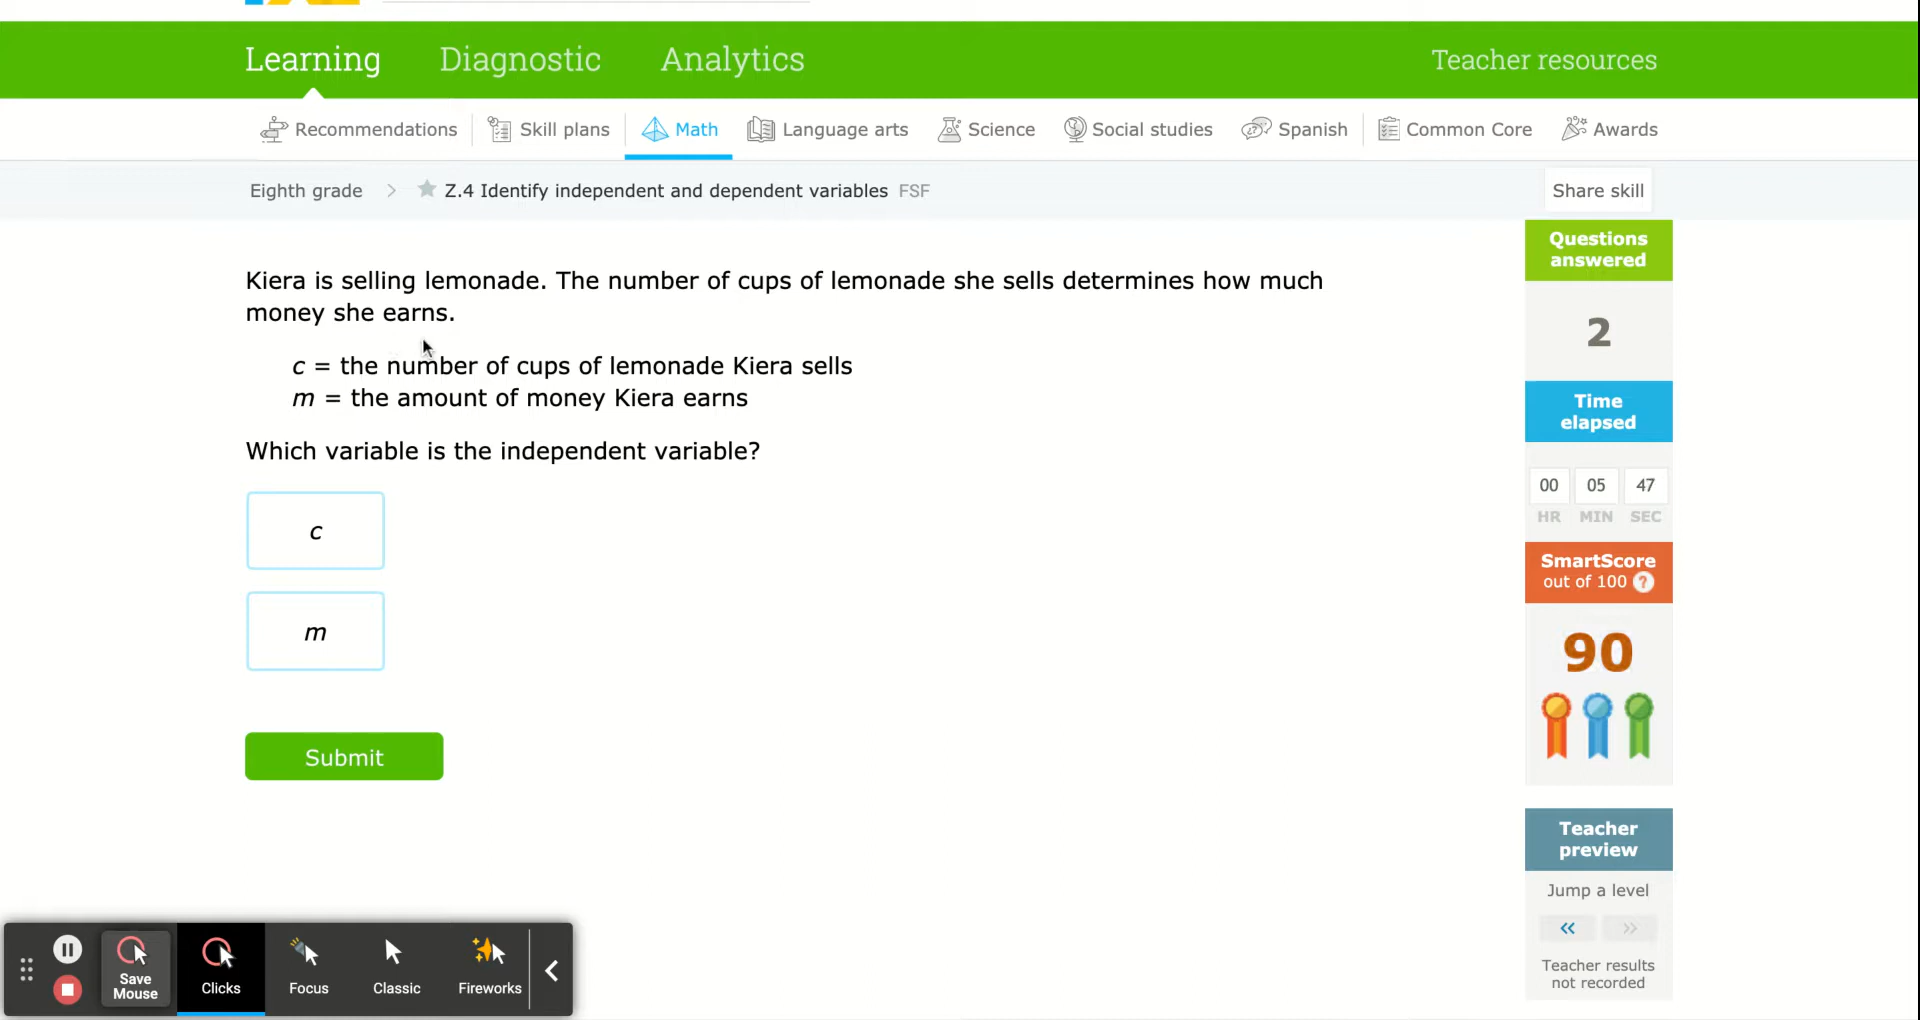 Learning Diagnostic Analytics Teacher resources
Recommendations Skill plans Math Language arts Science Social studies Spanish Common Core Awards
Eighth grade > Z.4 Identify independent and dependent variables FSF Share skill
Kiera is selling lemonade. The number of cups of lemonade she sells determines how much
money she earns.
c = the number of cups of lemonade Kiera sells
m = the amount of money Kiera earns
Which variable is the independent variable?
c
m
Submit
Questions
answered
2
Time
elapsed
00 05 47
HR MIN SEC
SmartScore
out of 100 ?
90
Teacher
preview
Jump a level
<< >>
Teacher results
not recorded
Save
Mouse
Clicks Focus Classic Fireworks